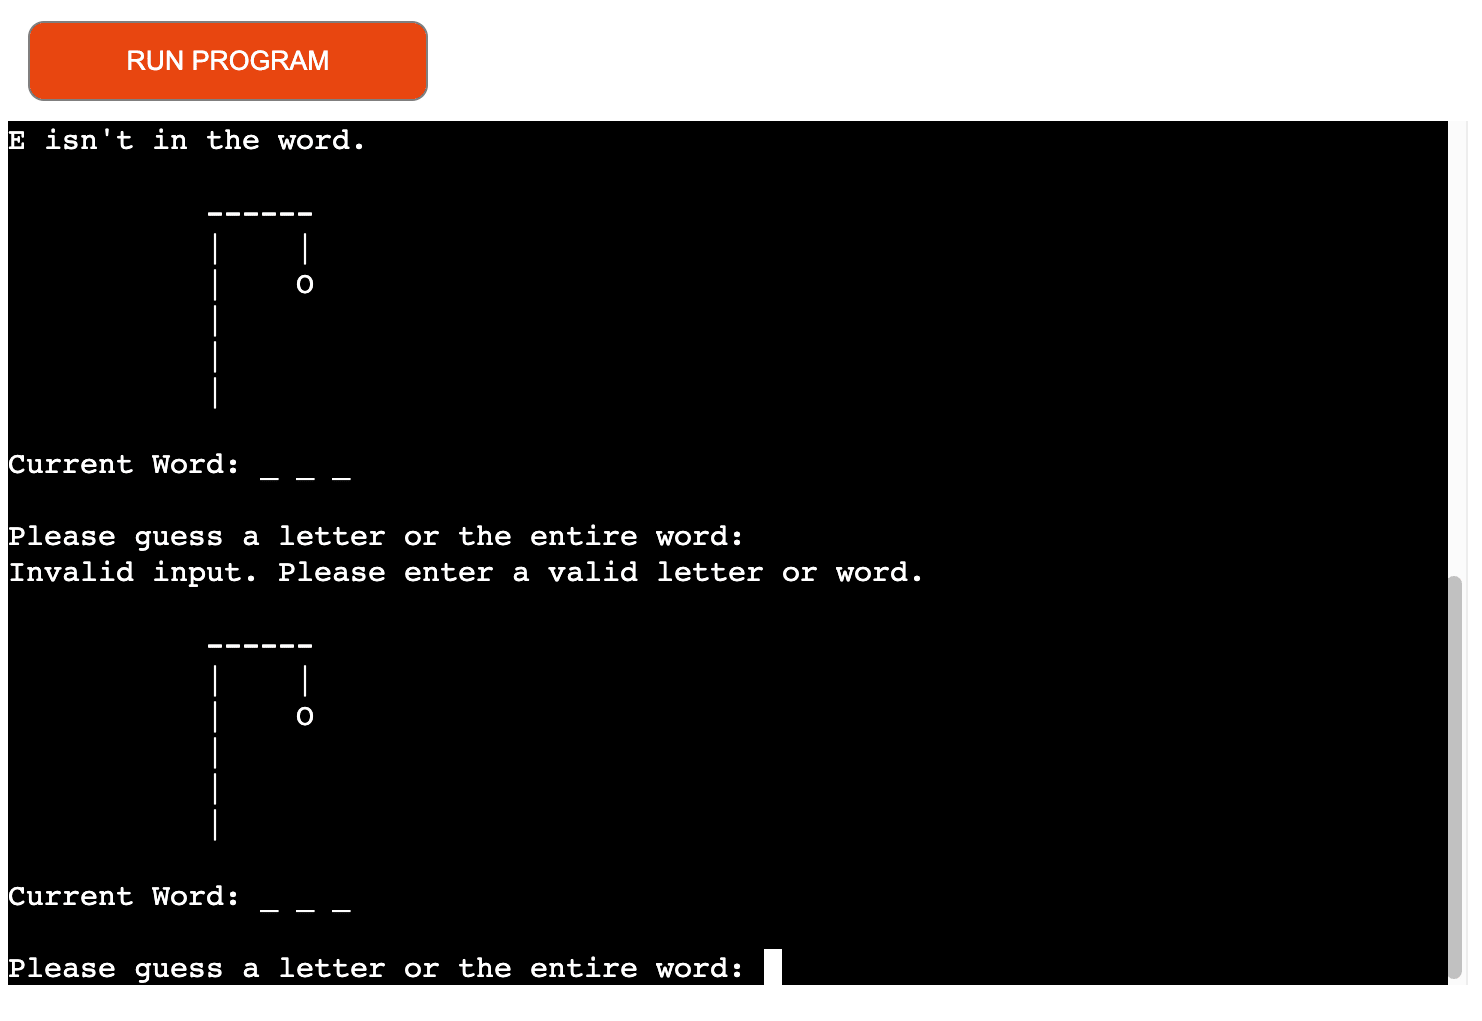 RUN PROGRAM
E isn't in the word.
           ------
           |    |
           |    O
           |
           |
           |
Current Word: _ _ _
Please guess a letter or the entire word:
Invalid input. Please enter a valid letter or word.
           ------
           |    |
           |    O
           |
           |
           |
Current Word: _ _ _
Please guess a letter or the entire word: